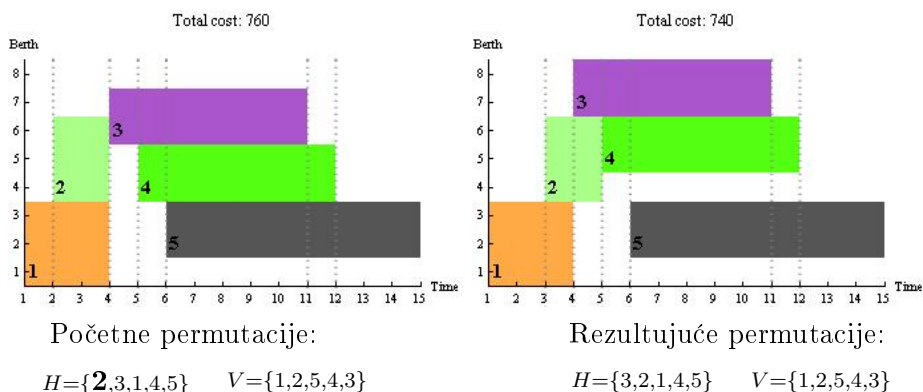 Total cost: 760
Total cost: 740
Berth
8
7
6
5
4
3
2
1
3
2
4
5
1
Time
1 2 3 4 5 6 7 8 9 10 11 12 13 14 15
Berth
8
7
6
5
4
3
2
1
3
4
2
5
1
Time
1 2 3 4 5 6 7 8 9 10 11 12 13 14 15
Početne permutacije:
Rezultujuće permutacije:
H={2,3,1,4,5} V={1,2,5,4,3}
H={3,2,1,4,5} V={1,2,5,4,3}